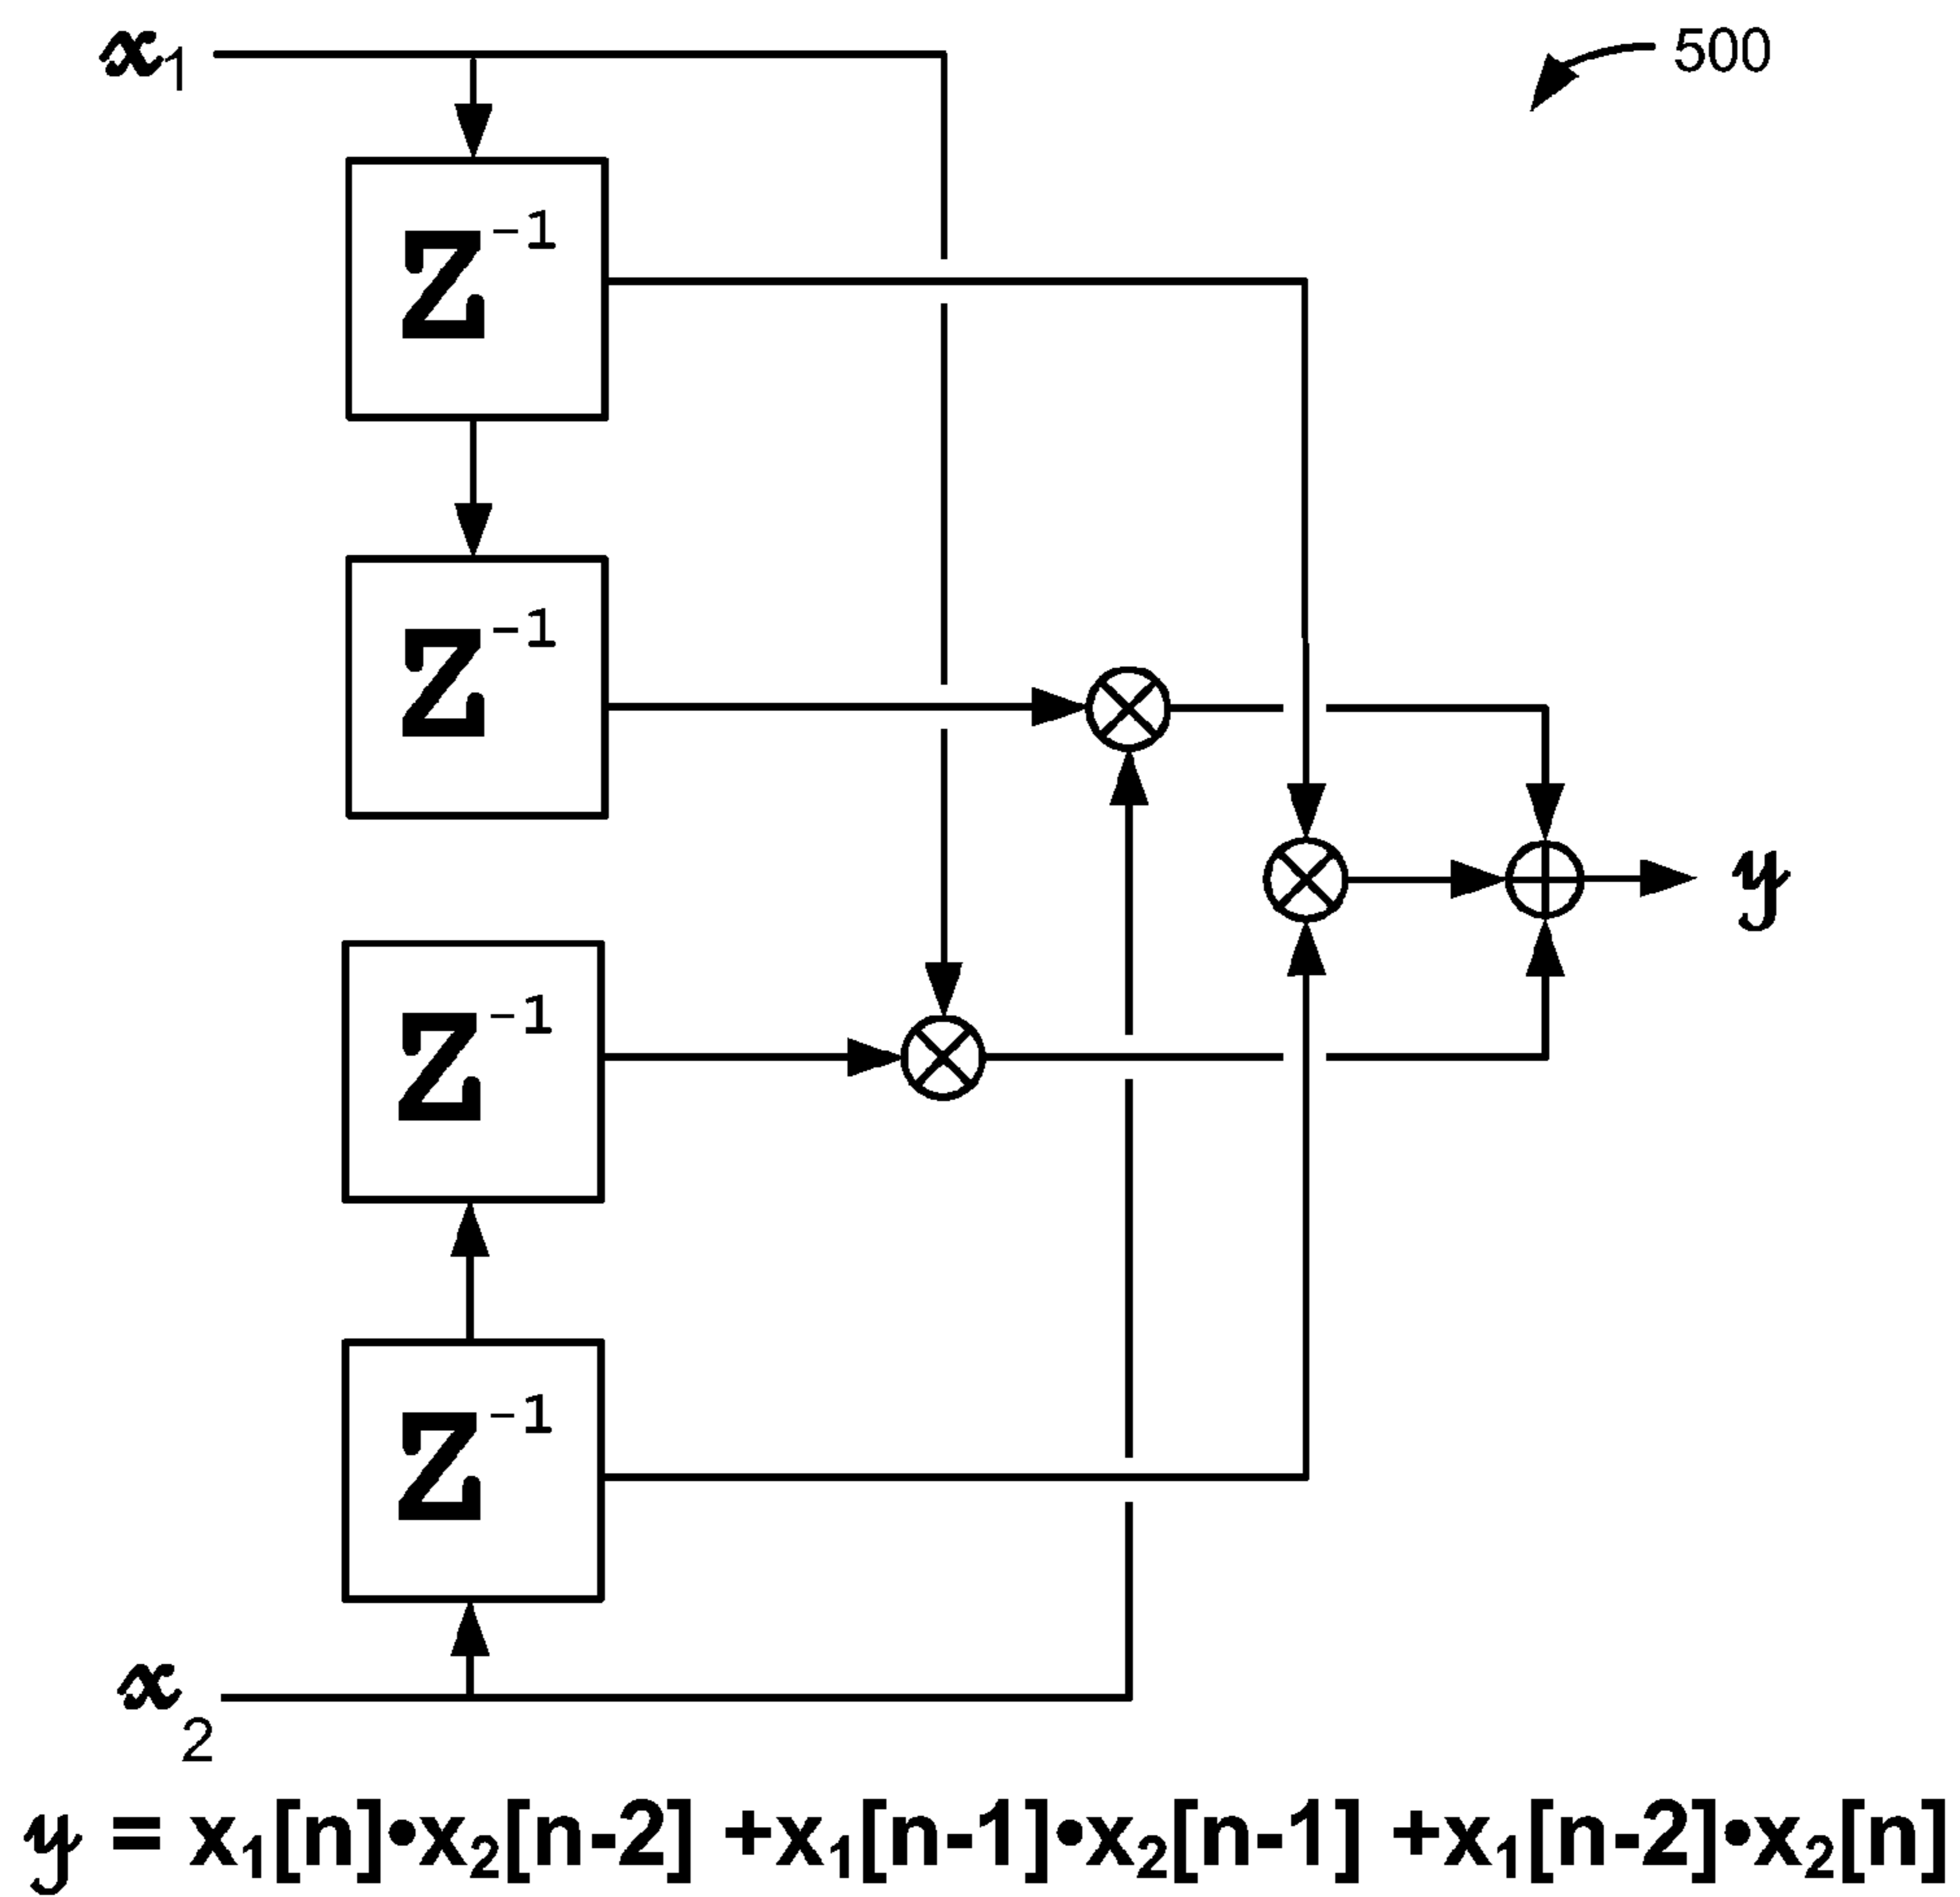 x₁
500
Z⁻¹
Z⁻¹
y
Z⁻¹
Z⁻¹
x₂
y = x₁[n]•x₂[n-2] +x₁[n-1]•x₂[n-1] +x₁[n-2]•x₂[n]